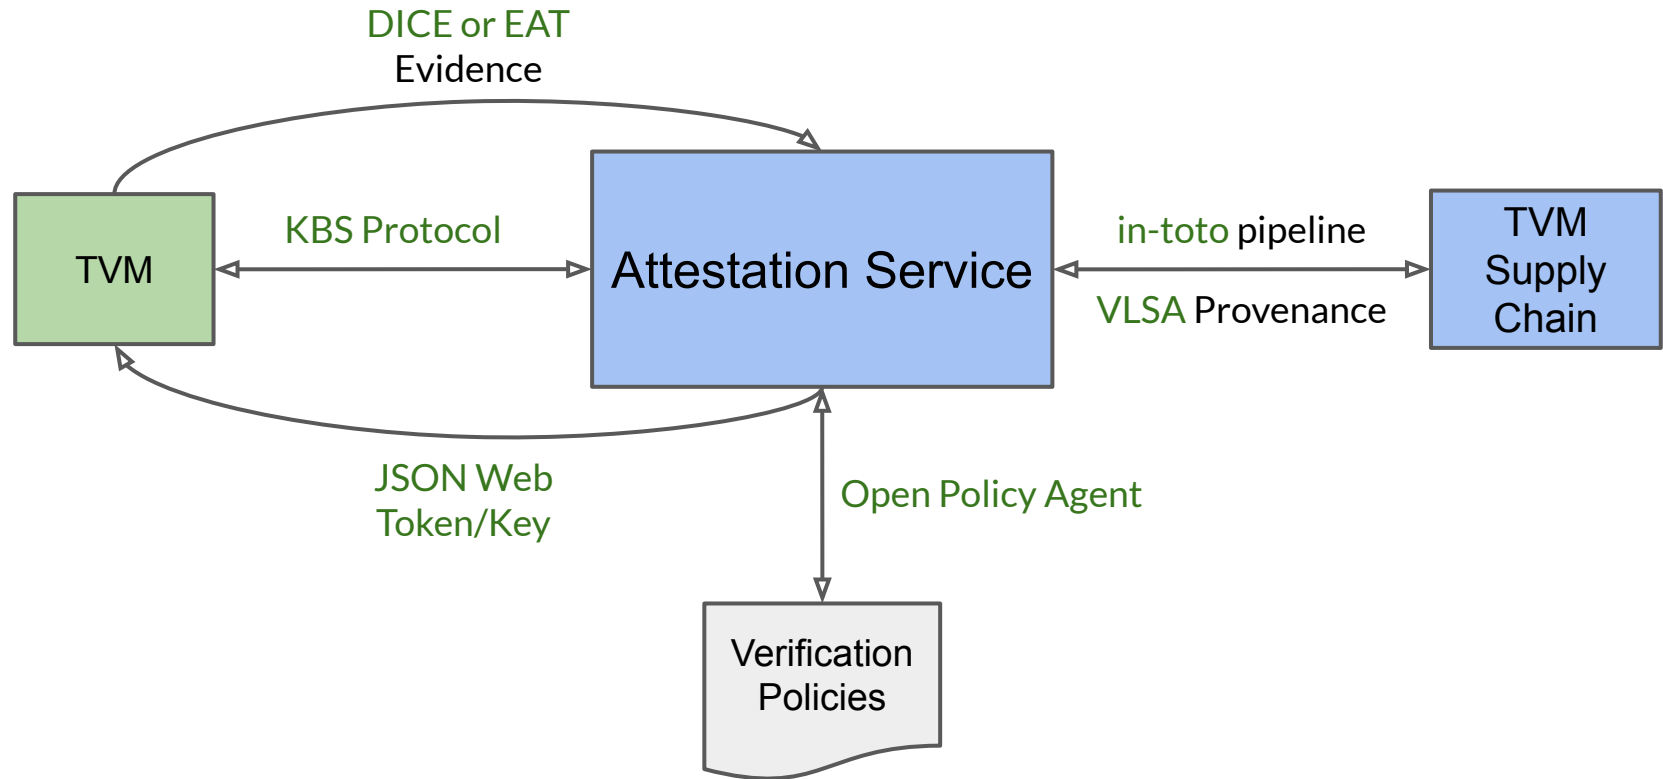 DICE or EAT
Evidence
TVM
KBS Protocol
Attestation Service
in-toto pipeline
VLSA Provenance
TVM
Supply
Chain
JSON Web
Token/Key
Open Policy Agent
Verification
Policies